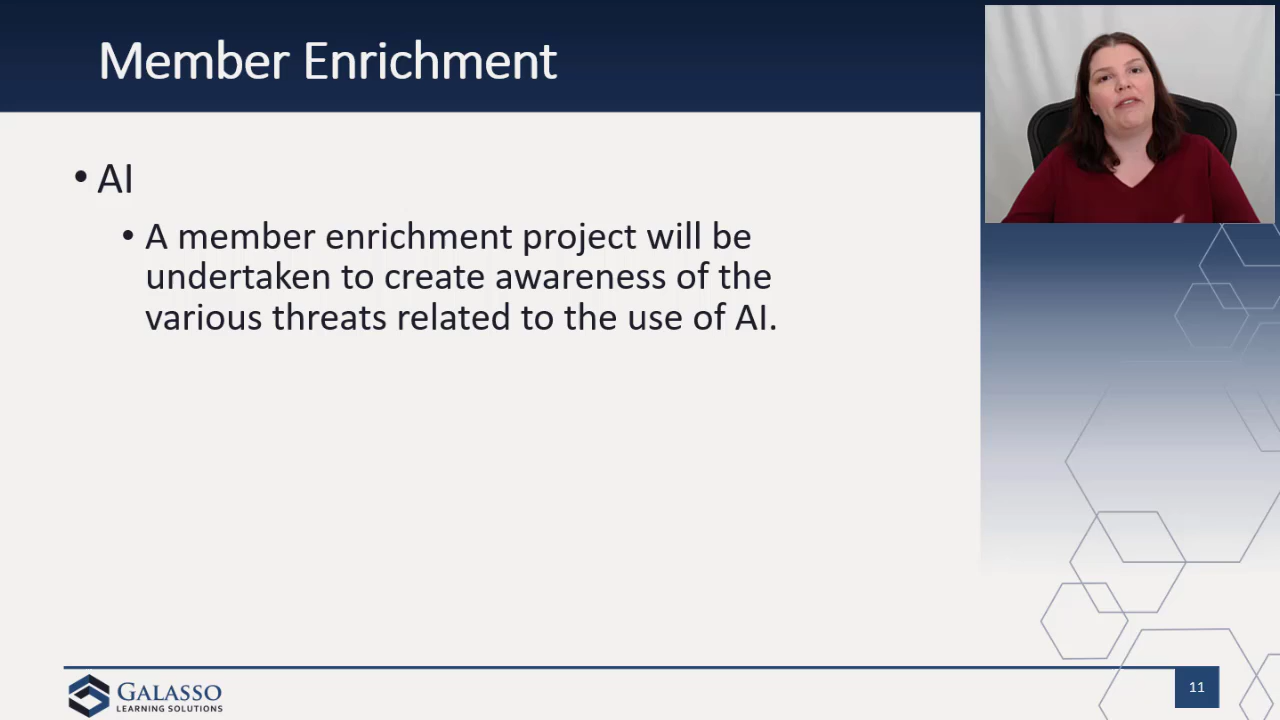 Member Enrichment
• AI
• A member enrichment project will be
undertaken to create awareness of the
various threats related to the use of AI.
GALASSO
LEARNING SOLUTIONS
11